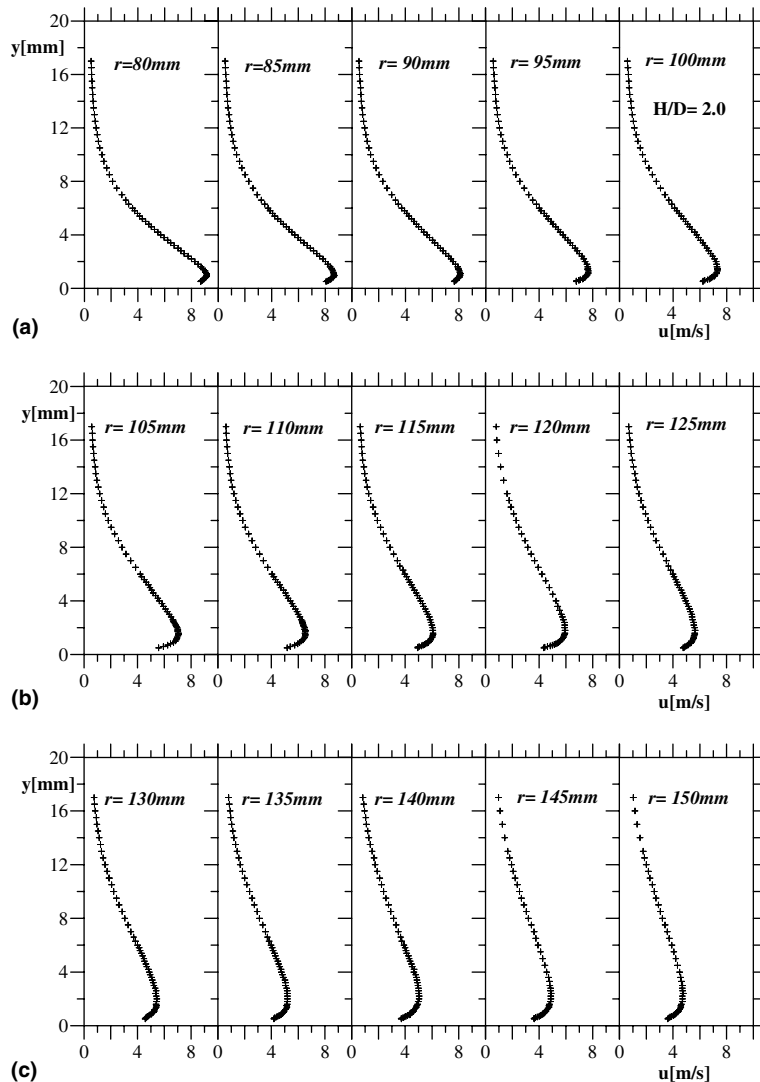 20
y[mm]
16
12
8
4
0
r=80mm
r=85mm
r= 90mm
r= 95mm
r= 100mm
H/D= 2.0
0 4 8 0 4 8 0 4 8 0 4 8 0 4 8
(a)
u[m/s]
20
y[mm]
16
12
8
4
0
r= 105mm
r= 110mm
r= 115mm
r= 120mm
r= 125mm
0 4 8 0 4 8 0 4 8 0 4 8 0 4 8
(b)
u[m/s]
20
y[mm]
16
12
8
4
0
r= 130mm
r= 135mm
r= 140mm
r= 145mm
r= 150mm
0 4 8 0 4 8 0 4 8 0 4 8 0 4 8
(c)
u[m/s]